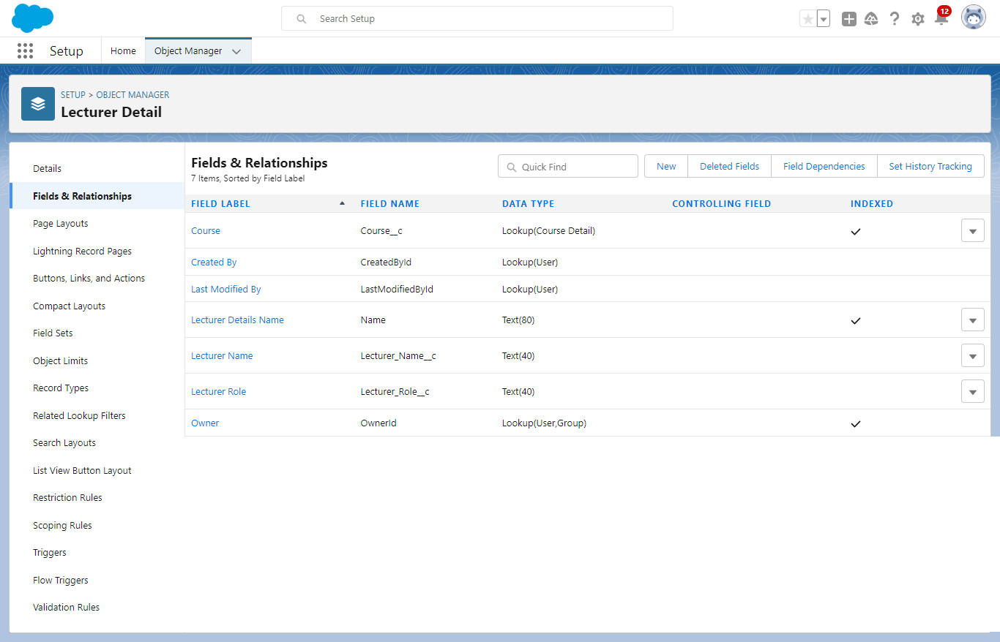 Search Setup
12
Setup
Home
Object Manager
SETUP > OBJECT MANAGER
Lecturer Detail
Details
Fields & Relationships
Page Layouts
Lightning Record Pages
Buttons, Links, and Actions
Compact Layouts
Field Sets
Object Limits
Record Types
Related Lookup Filters
Search Layouts
List View Button Layout
Restriction Rules
Scoping Rules
Triggers
Flow Triggers
Validation Rules
Fields & Relationships
7 Items, Sorted by Field Label
Quick Find
New
Deleted Fields
Field Dependencies
Set History Tracking
FIELD LABEL FIELD NAME DATA TYPE CONTROLLING FIELD INDEXED
Course Course__c Lookup(Course Detail)
Created By CreatedById Lookup(User)
Last Modified By LastModifiedById Lookup(User)
Lecturer Details Name Name Text(80)
Lecturer Name Lecturer_Name__c Text(40)
Lecturer Role Lecturer_Role__c Text(40)
Owner OwnerId Lookup(User,Group)